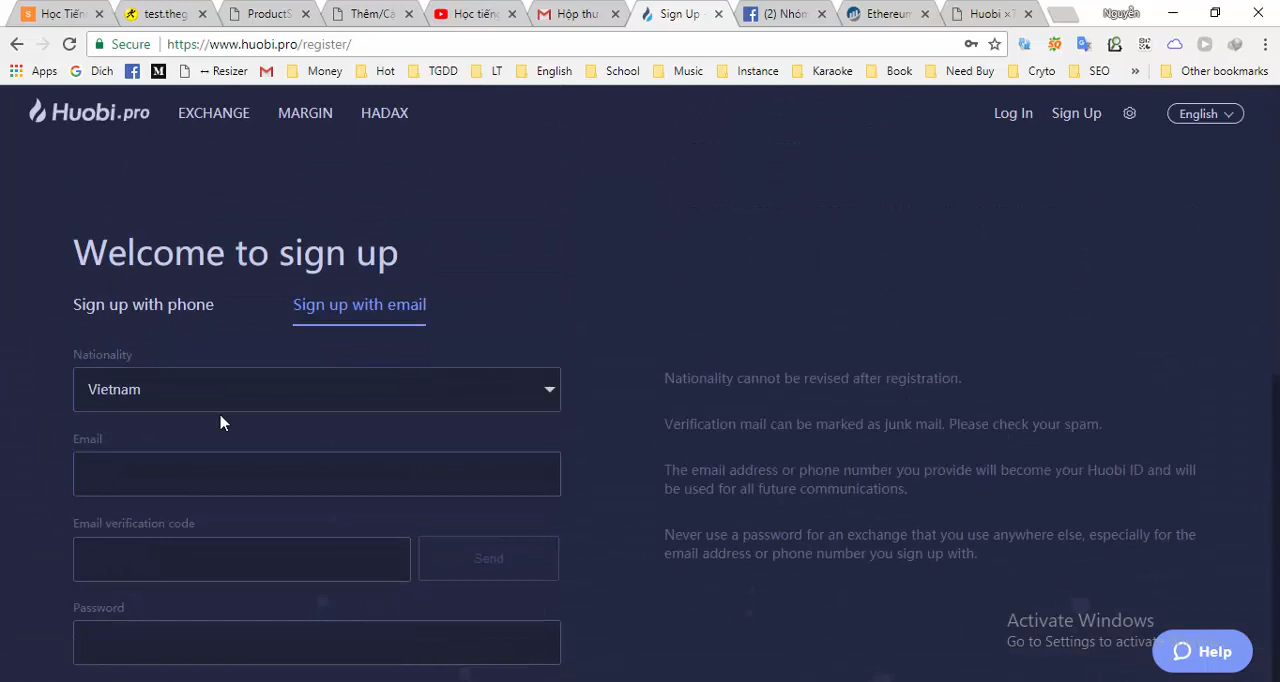 Học Tiến
test.theg
ProductS
Thêm/Cậ
Học tiếng
Hộp thu
Sign Up
(2) Nhóm
Ethereum
Huobi ×T
Nguyễn
Secure
https://www.huobi.pro/register/
Apps
Dich
↔ Resizer
Money
Hot
TGDD
LT
English
School
Music
Instance
Karaoke
Book
Need Buy
Cryto
SEO
»
Other bookmarks
Huobi.pro
EXCHANGE
MARGIN
HADAX
Log In
Sign Up
English
Welcome to sign up
Sign up with phone
Sign up with email
Nationality
Vietnam
Email
Email verification code
Send
Password
Nationality cannot be revised after registration.
Verification mail can be marked as junk mail. Please check your spam.
The email address or phone number you provide will become your Huobi ID and will
be used for all future communications.
Never use a password for an exchange that you use anywhere else, especially for the
email address or phone number you sign up with.
Activate Windows
Go to Settings to activat
Help